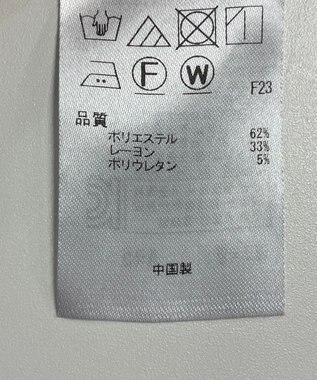 F W
F23
品質
ポリエステル 62%
レーヨン 33%
ポリウレタン 5%
中国製